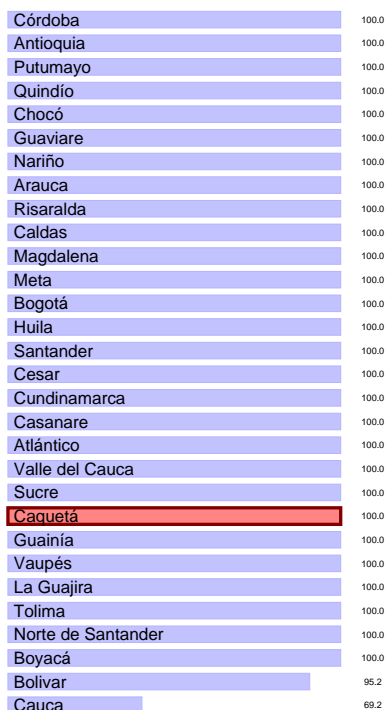 Córdoba 100.0
Antioquia 100.0
Putumayo 100.0
Quindío 100.0
Chocó 100.0
Guaviare 100.0
Nariño 100.0
Arauca 100.0
Risaralda 100.0
Caldas 100.0
Magdalena 100.0
Meta 100.0
Bogotá 100.0
Huila 100.0
Santander 100.0
Cesar 100.0
Cundinamarca 100.0
Casanare 100.0
Atlántico 100.0
Valle del Cauca 100.0
Sucre 100.0
Caquetá 100.0
Guainía 100.0
Vaupés 100.0
La Guajira 100.0
Tolima 100.0
Norte de Santander 100.0
Boyacá 100.0
Bolivar 95.2
Cauca 69.2